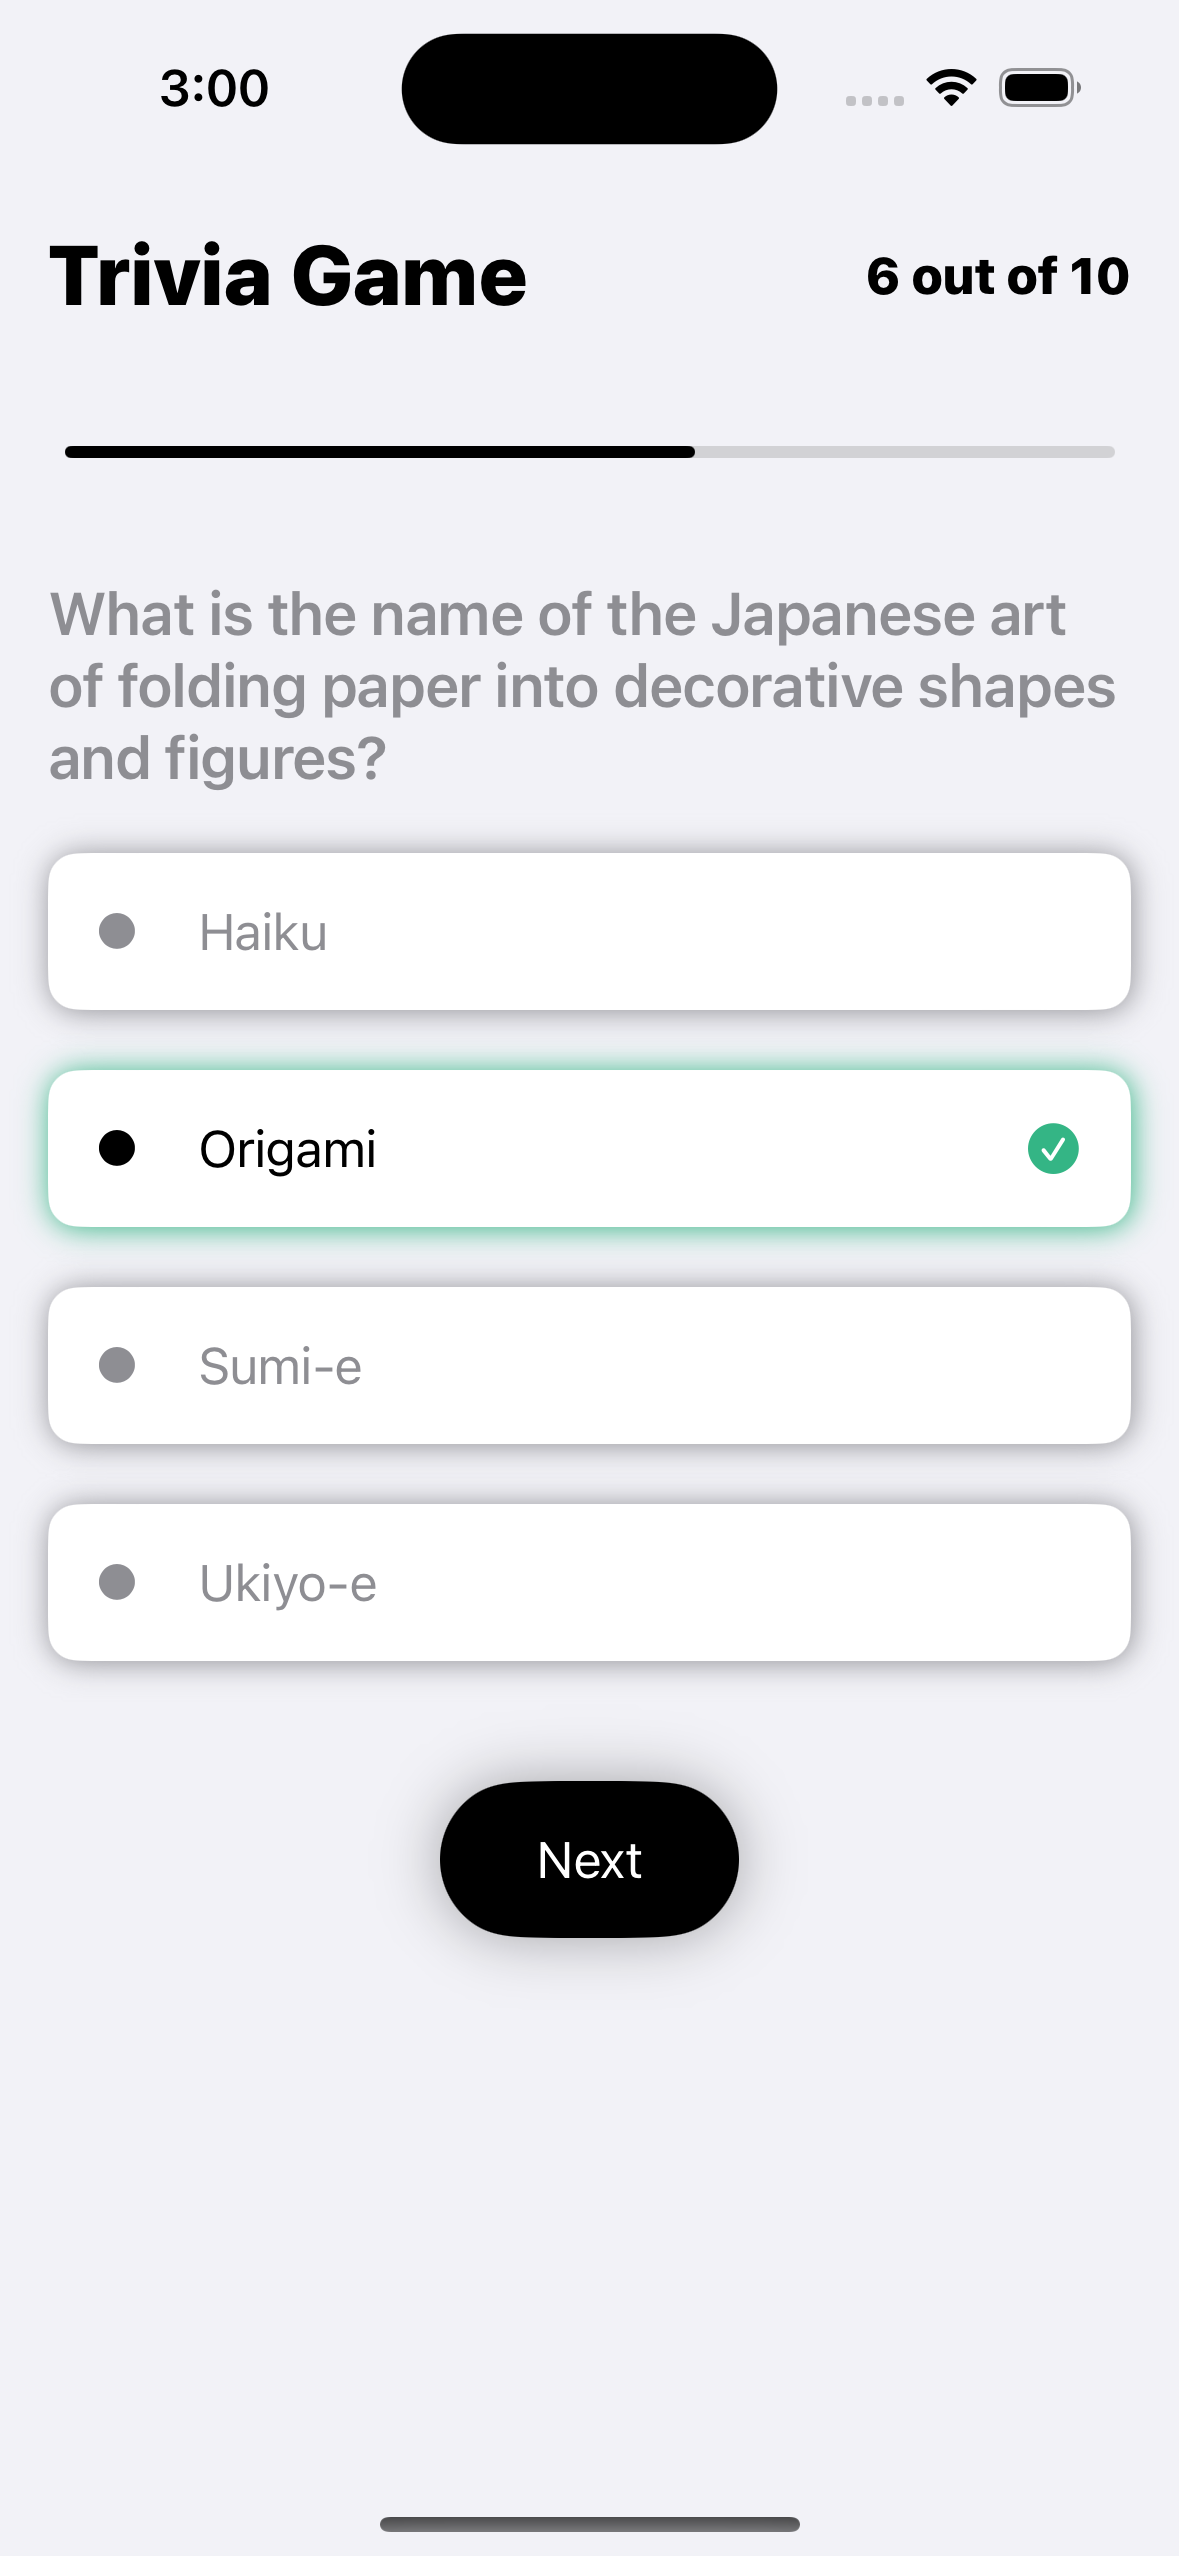 3:00
Trivia Game
6 out of 10
What is the name of the Japanese art
of folding paper into decorative shapes
and figures?
Haiku
Origami
Sumi-e
Ukiyo-e
Next